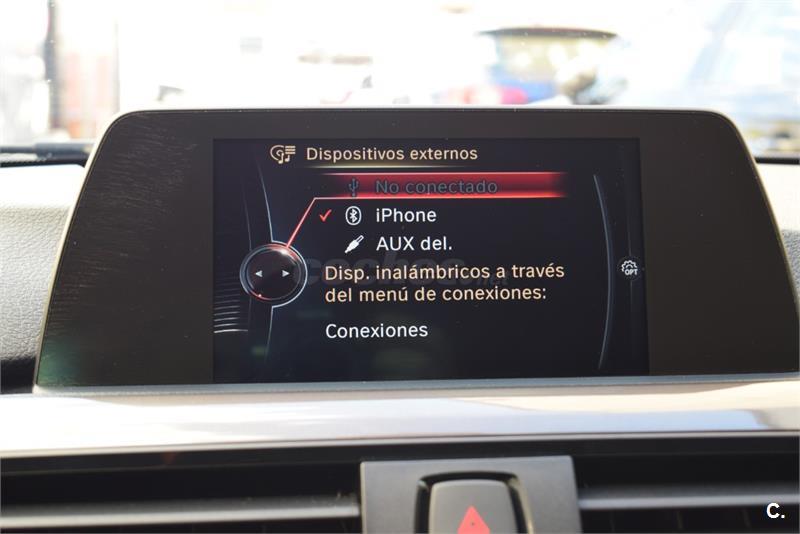 Dispositivos externos
No conectado
iPhone
OPT
AUX del.
Disp. inalámbricos a través
del menú de conexiones:
Conexiones
C.